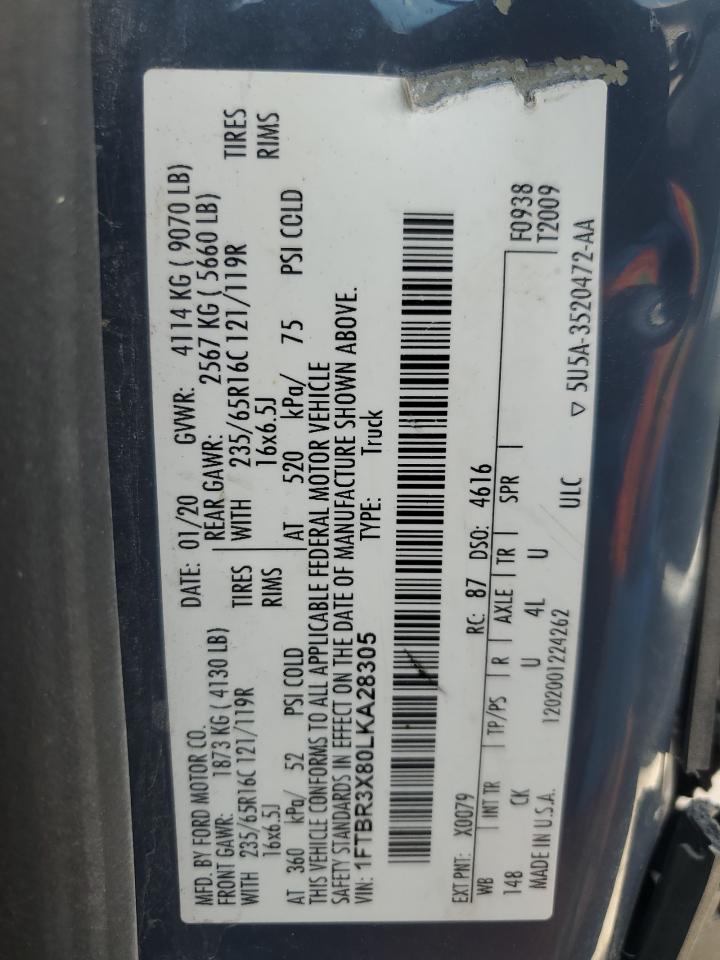 MFD. BY FORD MOTOR CO.
DATE: 01/20 GVWR: 4114 KG ( 9070 LB)
FRONT GAWR: 1873 KG ( 4130 LB)
REAR GAWR: 2567 KG ( 5660 LB)
WITH 235/65R16C 121/119R TIRES
WITH 235/65R16C 121/119R TIRES
16x6.5J RIMS
16x6.5J RIMS
AT 360 kPa/ 52 PSI COLD
AT 520 kPa/ 75 PSI COLD
THIS VEHICLE CONFORMS TO ALL APPLICABLE FEDERAL MOTOR VEHICLE
SAFETY STANDARDS IN EFFECT ON THE DATE OF MANUFACTURE SHOWN ABOVE.
VIN: 1FTBR3X80LKA28305 TYPE: Truck
EXT PNT: X0079 RC: 87 DSO: 4616
WB INT TR TP/PS R AXLE TR SPR F0938
148 CK U 4L U T2009
MADE IN U.S.A. 1202001224262 ULC ▽ 5U5A-3520472-AA